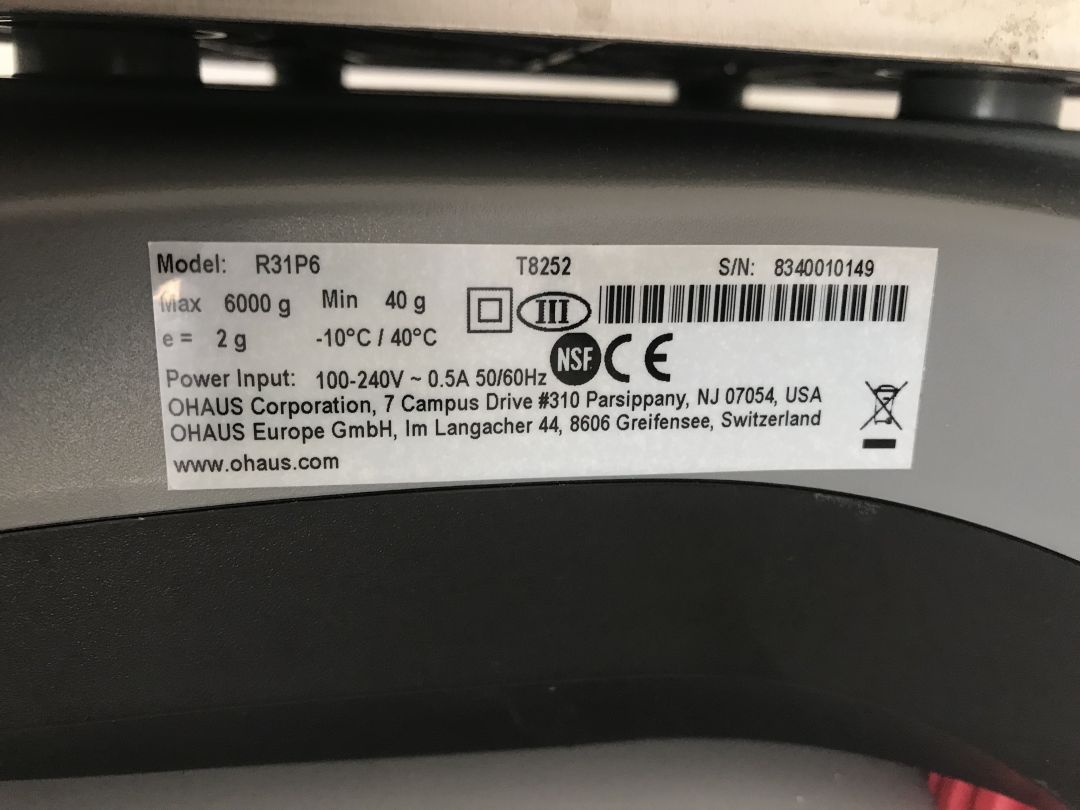 Model: R31P6 T8252 S/N: 8340010149
Max 6000 g Min 40 g III
e = 2 g -10°C / 40°C NSF CE
Power Input: 100-240V ~ 0.5A 50/60Hz
OHAUS Corporation, 7 Campus Drive #310 Parsippany, NJ 07054, USA
OHAUS Europe GmbH, Im Langacher 44, 8606 Greifensee, Switzerland
www.ohaus.com